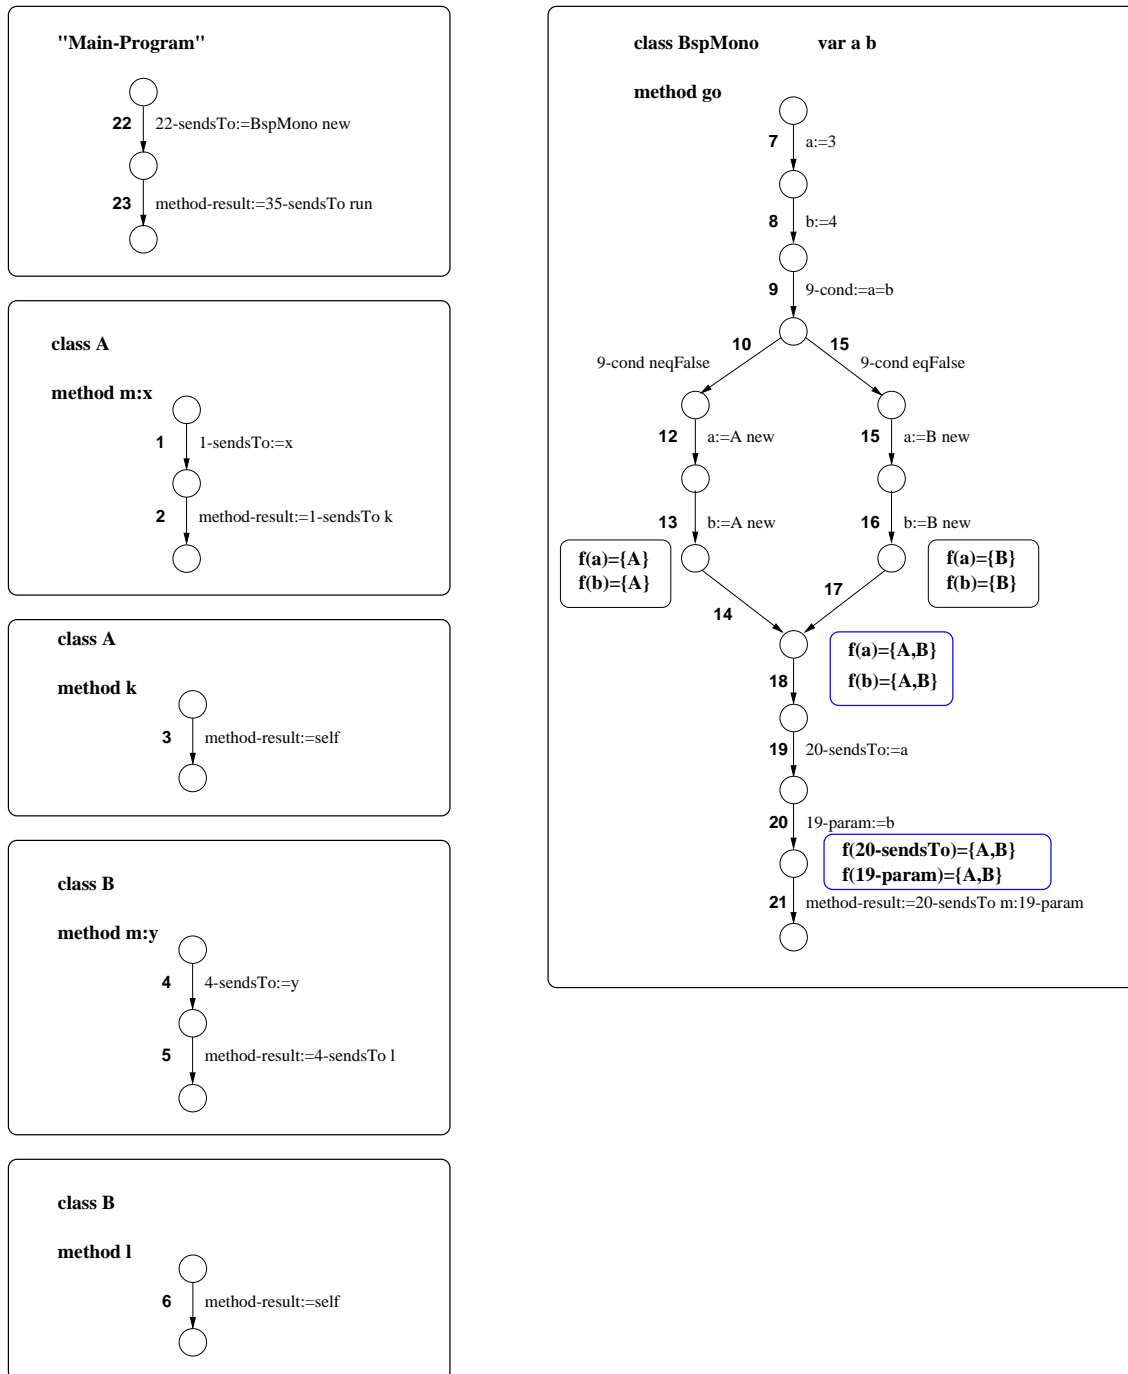 "Main-Program"
22 22-sendsTo:=BspMono new
23 method-result:=35-sendsTo run
class A
method m:x
1 1-sendsTo:=x
2 method-result:=1-sendsTo k
class A
method k
3 method-result:=self
class B
method m:y
4 4-sendsTo:=y
5 method-result:=4-sendsTo l
class B
method l
6 method-result:=self
class BspMono var a b
method go
7 a:=3
8 b:=4
9 9-cond:=a=b
10 15
9-cond neqFalse 9-cond eqFalse
12 a:=A new 15 a:=B new
13 b:=A new 16 b:=B new
f(a)={A} f(a)={B}
f(b)={A} f(b)={B}
14 17
f(a)={A,B}
f(b)={A,B}
18
19 20-sendsTo:=a
20 19-param:=b
f(20-sendsTo)={A,B}
f(19-param)={A,B}
21 method-result:=20-sendsTo m:19-param